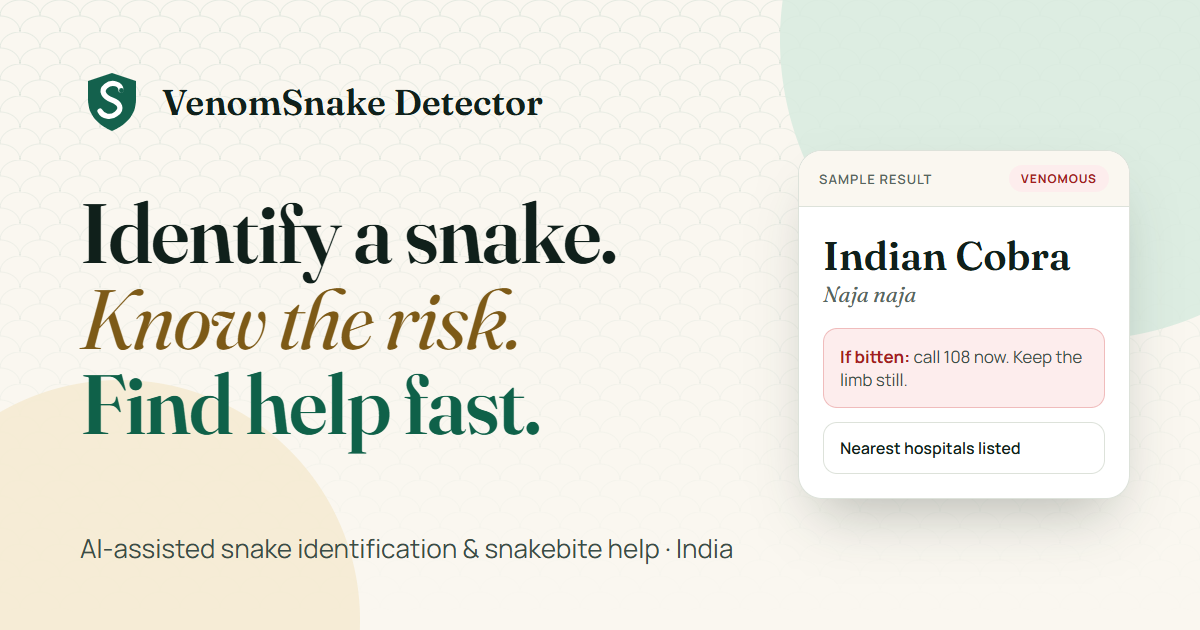 VenomSnake Detector
Identify a snake.
Know the risk.
Find help fast.
AI-assisted snake identification & snakebite help · India
SAMPLE RESULT
VENOMOUS
Indian Cobra
Naja naja
If bitten: call 108 now. Keep the
limb still.
Nearest hospitals listed